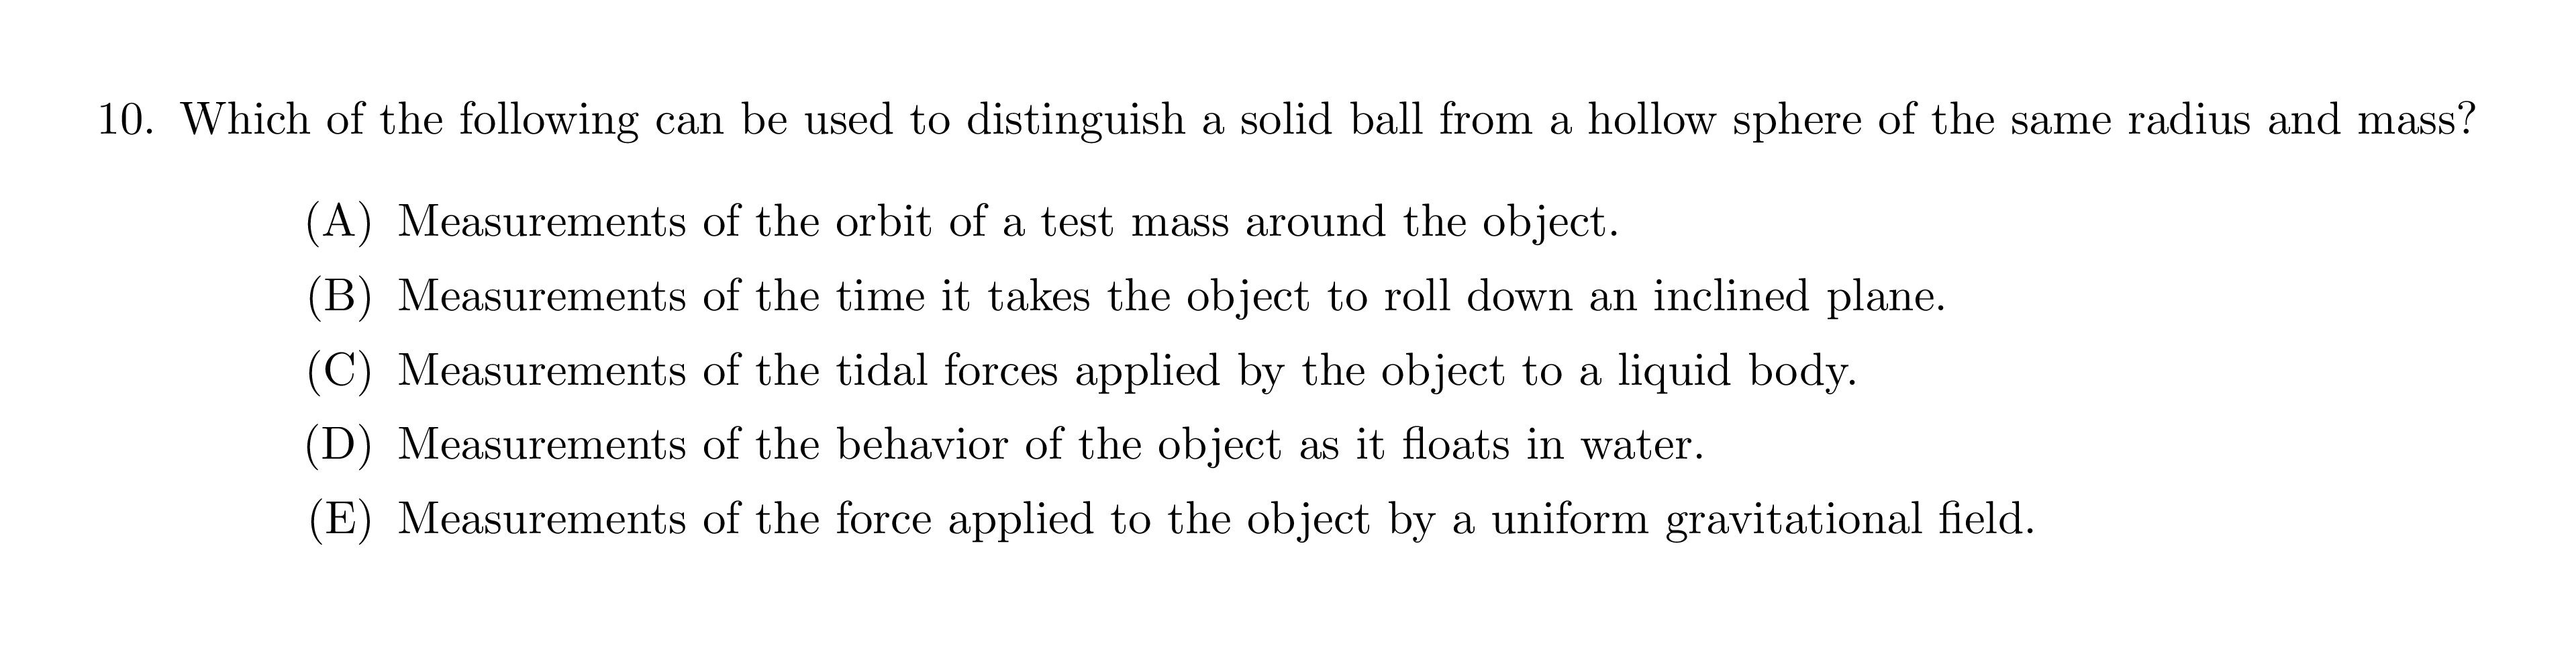 10. Which of the following can be used to distinguish a solid ball from a hollow sphere of the same radius and mass?
(A) Measurements of the orbit of a test mass around the object.
(B) Measurements of the time it takes the object to roll down an inclined plane.
(C) Measurements of the tidal forces applied by the object to a liquid body.
(D) Measurements of the behavior of the object as it floats in water.
(E) Measurements of the force applied to the object by a uniform gravitational field.